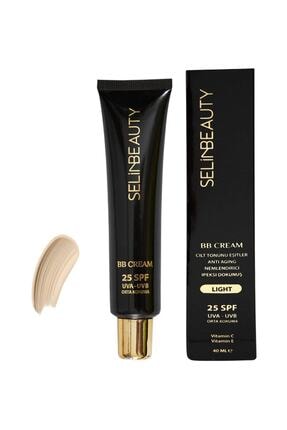 SELINBEAUTY
BB CREAM
25 SPF
UVA-UVB
ORTA KORUMA
SELINBEAUTY
BB CREAM
CİLT TONUNU EŞİTLER
ANTI AGING
NEMLENDİRİCİ
İPEKSİ DOKUNUŞ
LIGHT
25 SPF
UVA - UVB
ORTA KORUMA
Vitamin C
Vitamin E
40 ML ℮